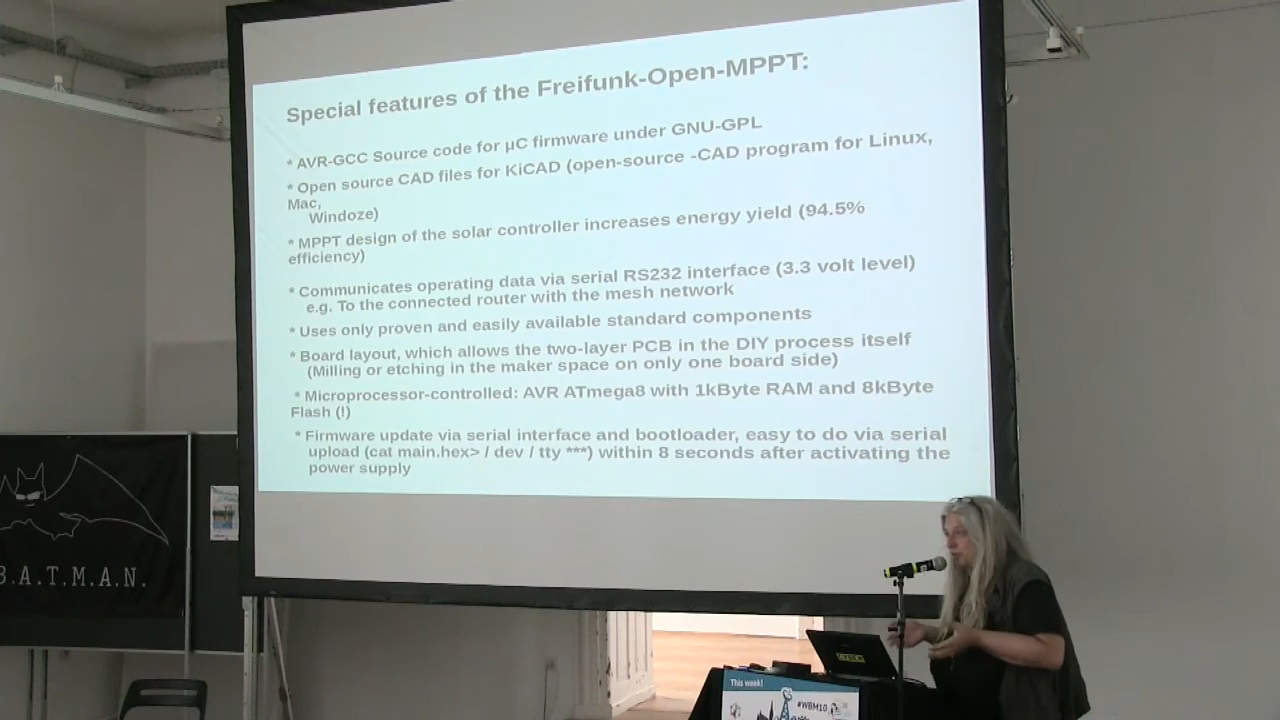 Special features of the Freifunk-Open-MPPT:
* AVR-GCC Source code for µC firmware under GNU-GPL
* Open source CAD files for KiCAD (open-source -CAD program for Linux,
Mac,
Windoze)
* MPPT design of the solar controller increases energy yield (94.5%
efficiency)
* Communicates operating data via serial RS232 interface (3.3 volt level)
e.g. To the connected router with the mesh network
* Uses only proven and easily available standard components
* Board layout, which allows the two-layer PCB in the DIY process itself
(Milling or etching in the maker space on only one board side)
* Microprocessor-controlled: AVR ATmega8 with 1kByte RAM and 8kByte
Flash (!)
* Firmware update via serial interface and bootloader, easy to do via serial
upload (cat main.hex> / dev / tty ***) within 8 seconds after activating the
power supply
B.A.T.M.A.N.
This week!
#WBM10